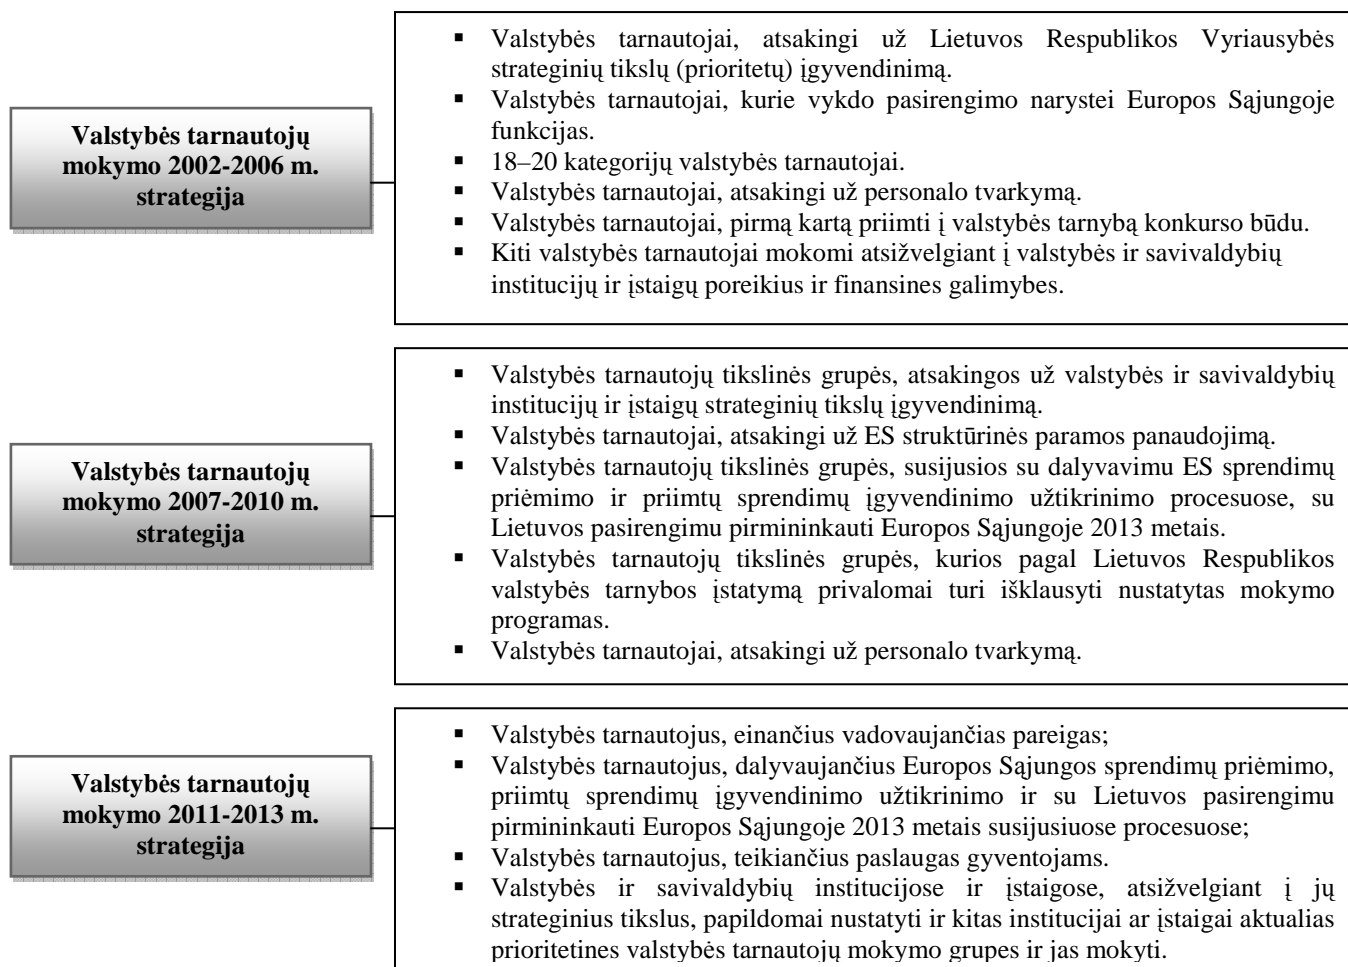 Valstybės tarnautojų
mokymo 2002-2006 m.
strategija
▪ Valstybės tarnautojai, atsakingi už Lietuvos Respublikos Vyriausybės
strateginių tikslų (prioritetų) įgyvendinimą.
▪ Valstybės tarnautojai, kurie vykdo pasirengimo narystei Europos Sąjungoje
funkcijas.
▪ 18–20 kategorijų valstybės tarnautojai.
▪ Valstybės tarnautojai, atsakingi už personalo tvarkymą.
▪ Valstybės tarnautojai, pirmą kartą priimti į valstybės tarnybą konkurso būdu.
▪ Kiti valstybės tarnautojai mokomi atsižvelgiant į valstybės ir savivaldybių
institucijų ir įstaigų poreikius ir finansines galimybes.
Valstybės tarnautojų
mokymo 2007-2010 m.
strategija
▪ Valstybės tarnautojų tikslinės grupės, atsakingos už valstybės ir savivaldybių
institucijų ir įstaigų strateginių tikslų įgyvendinimą.
▪ Valstybės tarnautojai, atsakingi už ES struktūrinės paramos panaudojimą.
▪ Valstybės tarnautojų tikslinės grupės, susijusios su dalyvavimu ES sprendimų
priėmimo ir priimtų sprendimų įgyvendinimo užtikrinimo procesuose, su
Lietuvos pasirengimu pirmininkauti Europos Sąjungoje 2013 metais.
▪ Valstybės tarnautojų tikslinės grupės, kurios pagal Lietuvos Respublikos
valstybės tarnybos įstatymą privalomai turi išklausyti nustatytas mokymo
programas.
▪ Valstybės tarnautojai, atsakingi už personalo tvarkymą.
Valstybės tarnautojų
mokymo 2011-2013 m.
strategija
▪ Valstybės tarnautojus, einančius vadovaujančias pareigas;
▪ Valstybės tarnautojus, dalyvaujančius Europos Sąjungos sprendimų priėmimo,
priimtų sprendimų įgyvendinimo užtikrinimo ir su Lietuvos pasirengimu
pirmininkauti Europos Sąjungoje 2013 metais susijusiuose procesuose;
▪ Valstybės tarnautojus, teikiančius paslaugas gyventojams.
▪ Valstybės ir savivaldybių institucijose ir įstaigose, atsižvelgiant į jų
strateginius tikslus, papildomai nustatyti ir kitas institucijai ar įstaigai aktualias
prioritetines valstybės tarnautojų mokymo grupes ir jas mokyti.